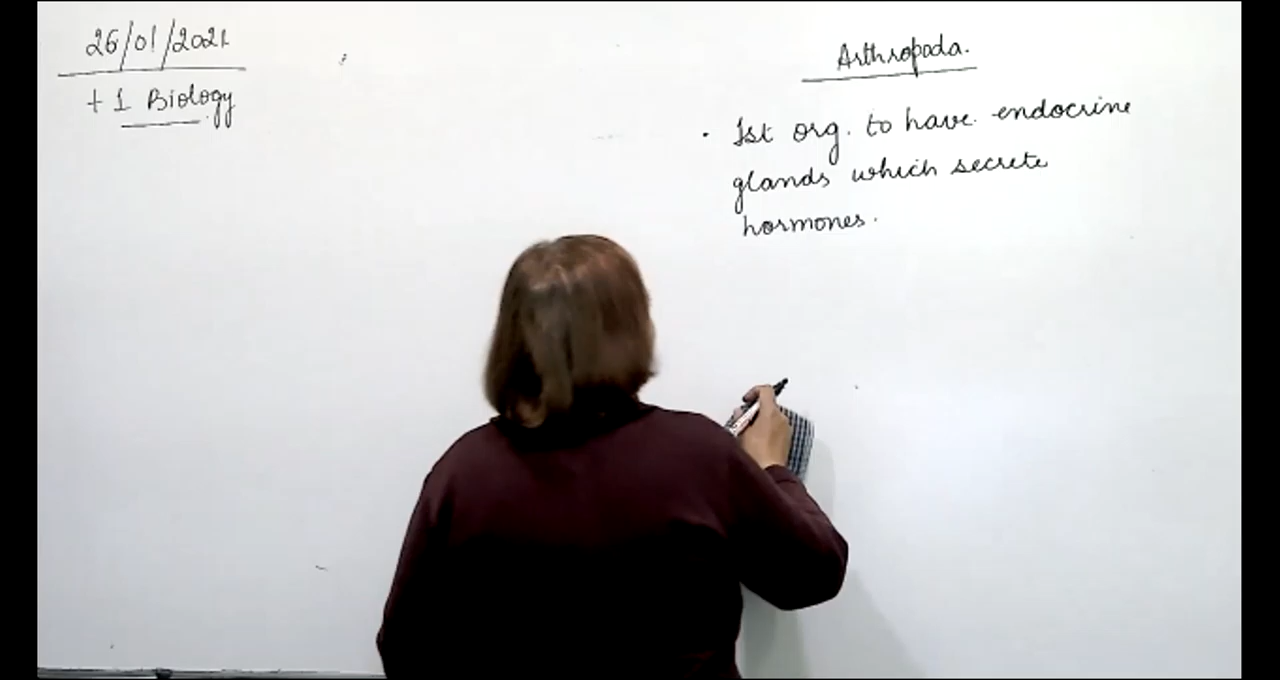 26/01/2021
+1 Biology
Arthropoda.
• Ist org. to have endocrine
glands which secrete
hormones.